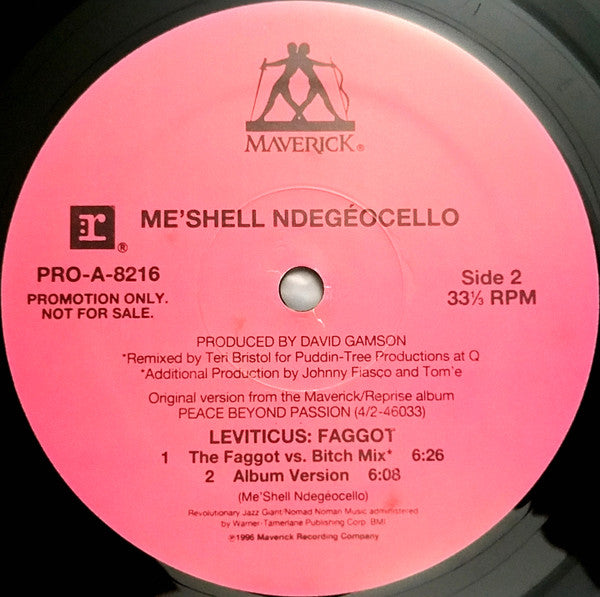 MAVERICK®
ME'SHELL NDEGÉOCELLO
r®
PRO-A-8216
PROMOTION ONLY.
NOT FOR SALE.
Side 2
33⅓ RPM
PRODUCED BY DAVID GAMSON
*Remixed by Teri Bristol for Puddin-Tree Productions at Q
*Additional Production by Johnny Fiasco and Tom'e
Original version from the Maverick/Reprise album
PEACE BEYOND PASSION (4/2-46033)
LEVITICUS: FAGGOT
1 The Faggot vs. Bitch Mix* 6:26
2 Album Version 6:08
(Me'Shell Ndegeocello)
Revolutionary Jazz Giant/Nomad Noman Music administered
by Warner-Tamerlane Publishing Corp. BMI
℗1996 Maverick Recording Company